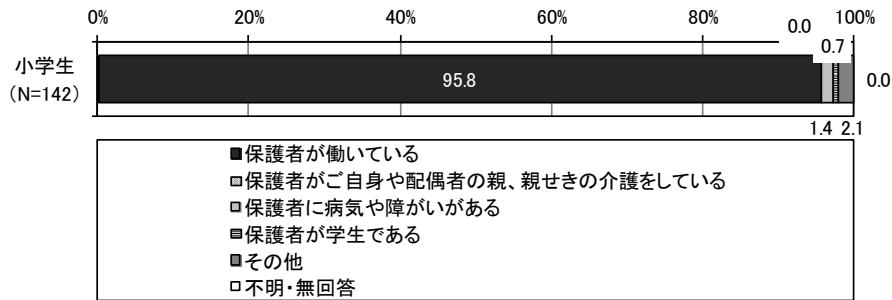 0% 20% 40% 60% 80% 100%
0.0
0.7
小学生
(N=142)
95.8
0.0
1.4 2.1
保護者が働いている
保護者がご自身や配偶者の親、親せきの介護をしている
保護者に病気や障がいがある
保護者が学生である
その他
不明・無回答